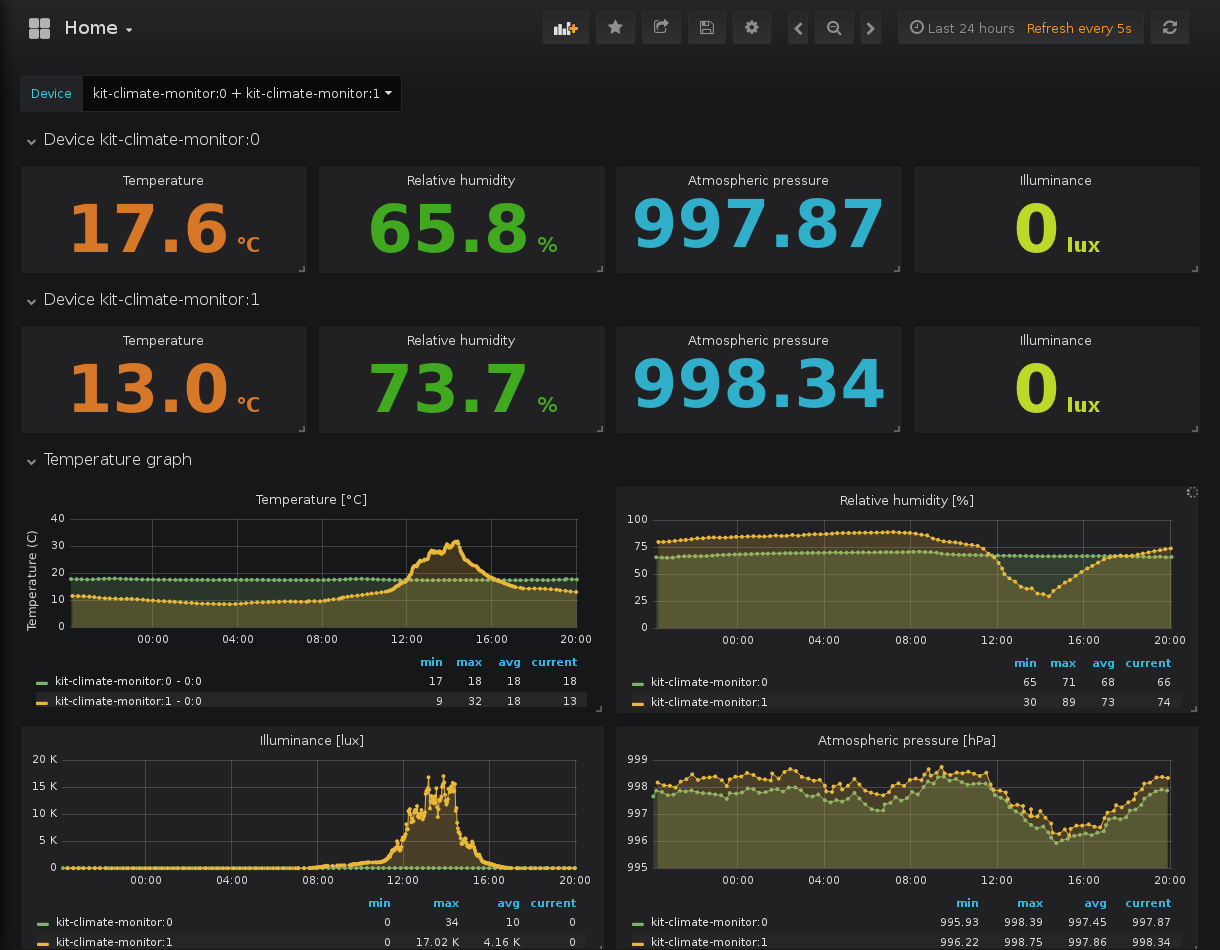 Home
Last 24 hours Refresh every 5s
Device kit-climate-monitor:0 + kit-climate-monitor:1
Device kit-climate-monitor:0
Temperature
17.6 °C
Relative humidity
65.8 %
Atmospheric pressure
997.87
Illuminance
0 lux
Device kit-climate-monitor:1
Temperature
13.0 °C
Relative humidity
73.7 %
Atmospheric pressure
998.34
Illuminance
0 lux
Temperature graph
Temperature [°C]
Temperature (C)
40
30
20
10
0
00:00 04:00 08:00 12:00 16:00 20:00
min max avg current
kit-climate-monitor:0 - 0:0 17 18 18 18
kit-climate-monitor:1 - 0:0 9 32 18 13
Relative humidity [%]
100
75
50
25
0
00:00 04:00 08:00 12:00 16:00 20:00
min max avg current
kit-climate-monitor:0 65 71 68 66
kit-climate-monitor:1 30 89 73 74
Illuminance [lux]
20 K
15 K
10 K
5 K
0
00:00 04:00 08:00 12:00 16:00 20:00
min max avg current
kit-climate-monitor:0 0 34 10 0
kit-climate-monitor:1 0 17.02 K 4.16 K 0
Atmospheric pressure [hPa]
999
998
997
996
995
00:00 04:00 08:00 12:00 16:00 20:00
min max avg current
kit-climate-monitor:0 995.93 998.39 997.45 997.87
kit-climate-monitor:1 996.22 998.75 997.86 998.34